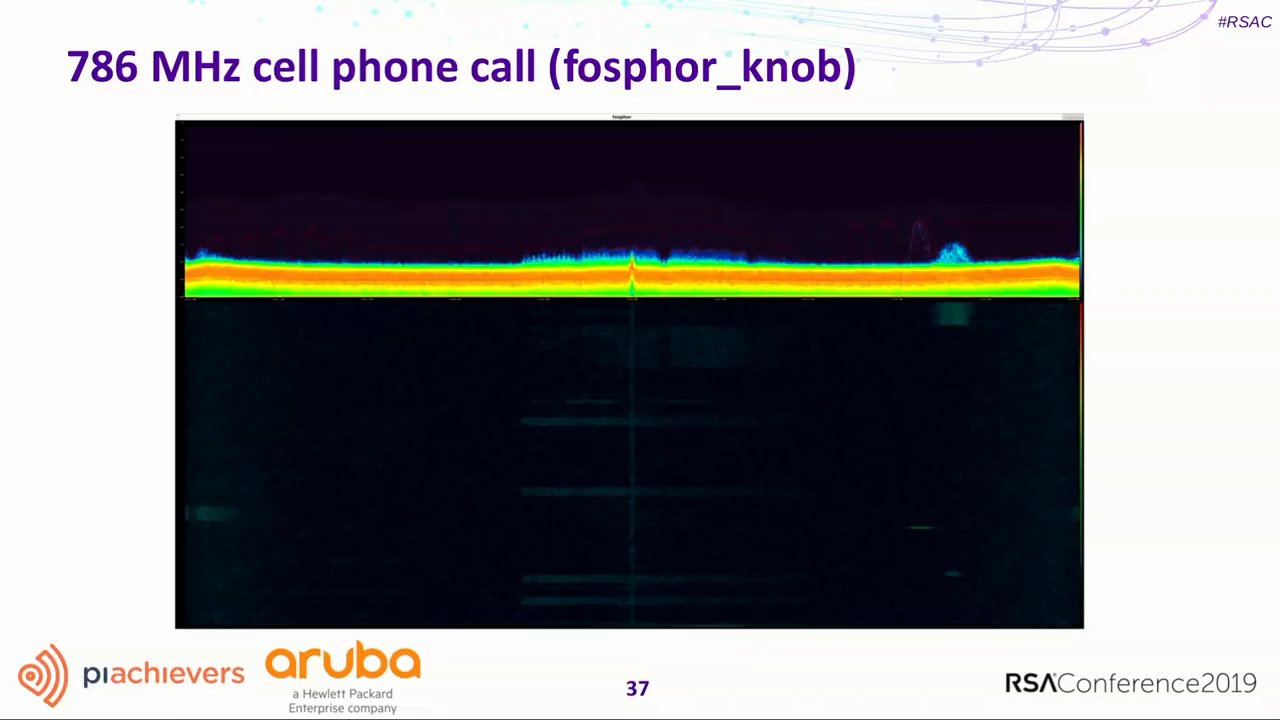 #RSAC
786 MHz cell phone call (fosphor_knob)
fosphor
piachievers
aruba
a Hewlett Packard
Enterprise company
37
RSAConference2019